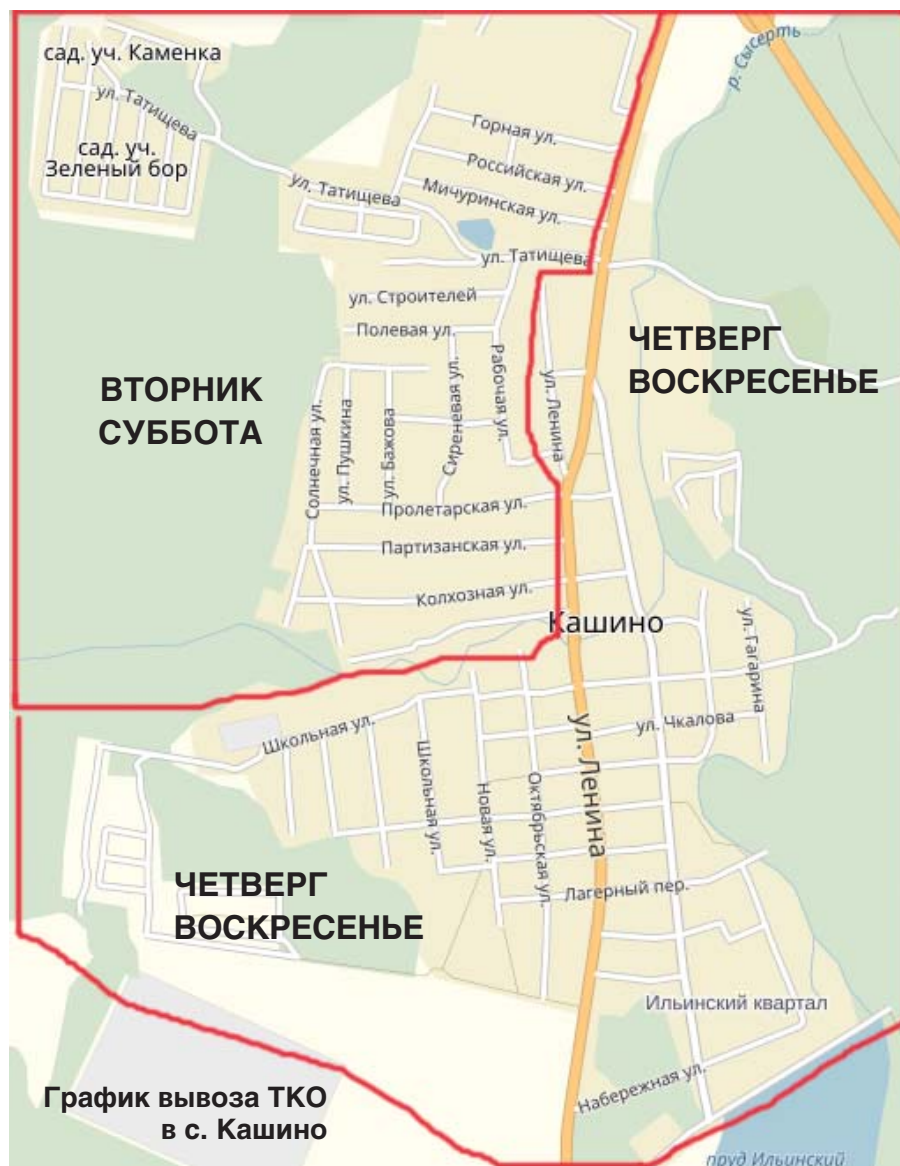 р. Сысерть
сад. уч. Каменка
ул. Татищева
сад. уч.
Зеленый бор
Горная ул.
Российская ул.
Мичуринская ул.
ул. Татищева
ул. Татищева
ул. Строителей
Полевая ул.
ЧЕТВЕРГ
ВОСКРЕСЕНЬЕ
ВТОРНИК
СУББОТА
Солнечная ул.
ул. Пушкина
ул. Бажова
Сиреневая ул.
Рабочая ул.
ул. Ленина
Пролетарская ул.
Партизанская ул.
Колхозная ул.
Кашино
ул. Гагарина
Школьная ул.
ул. Чкалова
ул. Ленина
Школьная ул.
Новая ул.
Октябрьская ул.
ЧЕТВЕРГ
ВОСКРЕСЕНЬЕ
Лагерный пер.
Ильинский квартал
График вывоза ТКО
в с. Кашино
Набережная ул.
пруд Ильинский